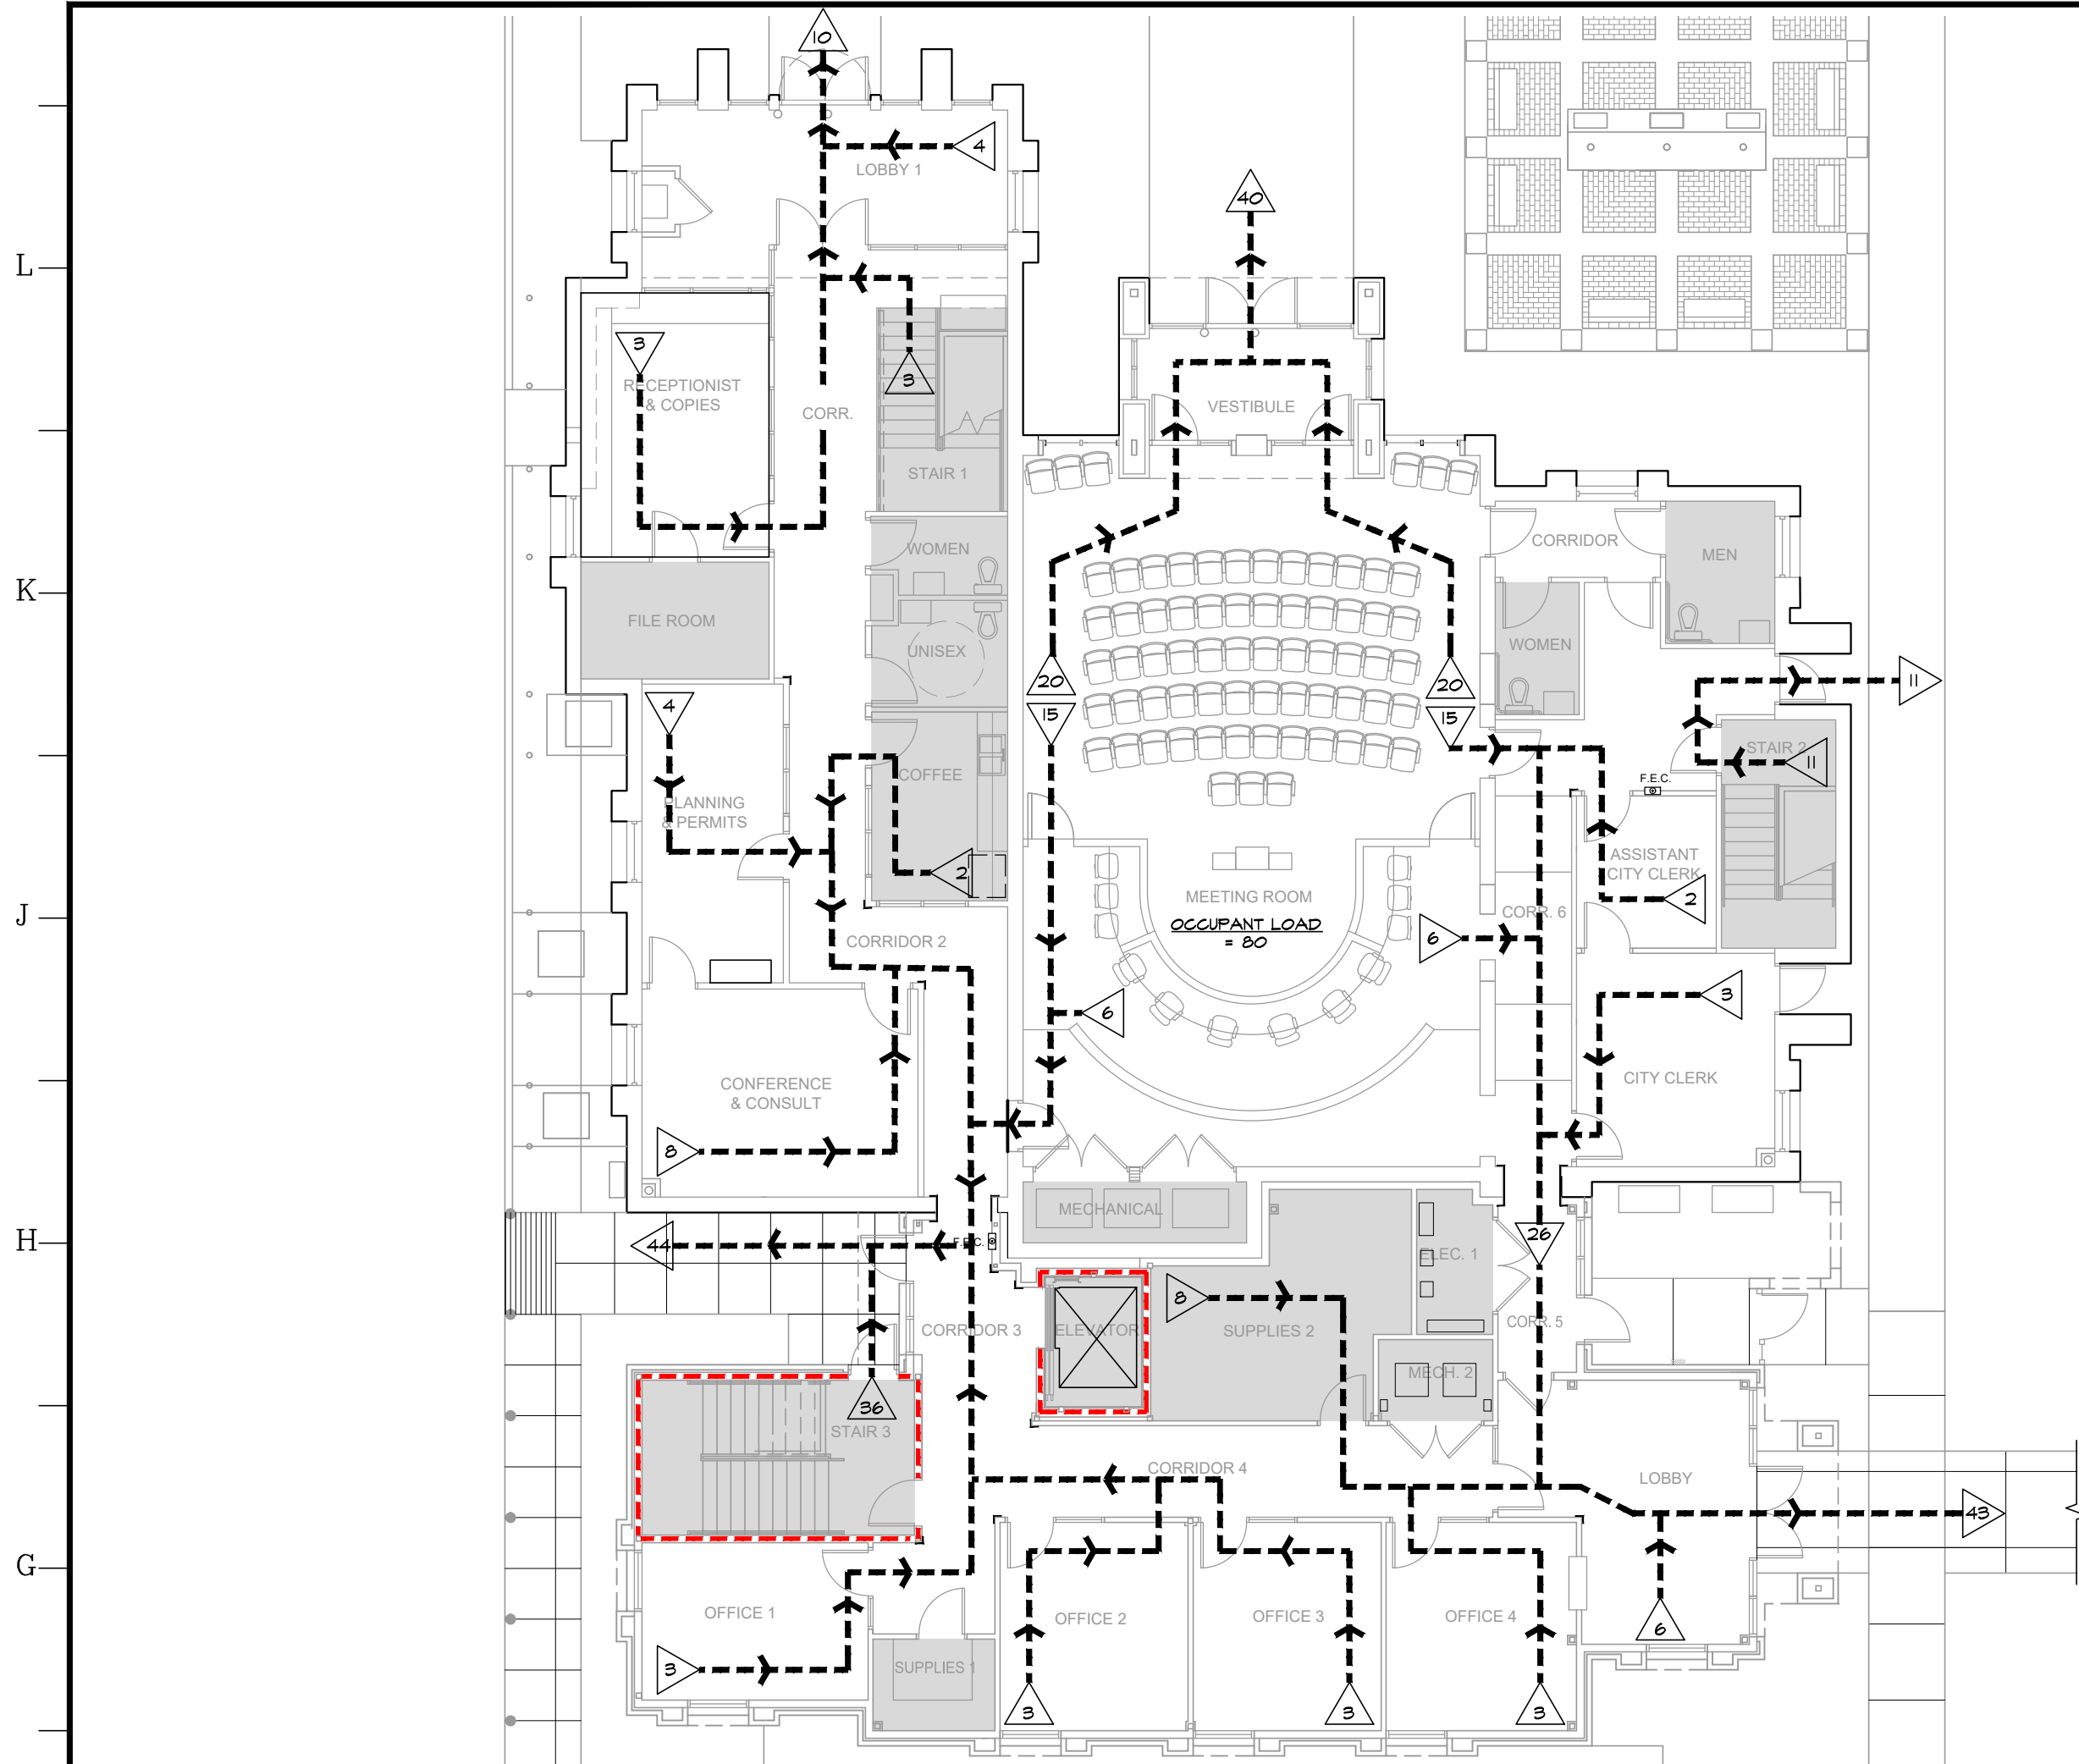 10
4
LOBBY 1
40
L
3
RECEPTIONIST
& COPIES
CORR.
3
STAIR 1
VESTIBULE
WOMEN
CORRIDOR
MEN
K
FILE ROOM
UNISEX
WOMEN
20
20
11
4
15
15
STAIR 2
11
COFFEE
F.E.C.
PLANNING
& PERMITS
2
ASSISTANT
CITY CLERK
2
MEETING ROOM
OCCUPANT LOAD
= 80
J
CORR. 6
CORRIDOR 2
6
3
6
CONFERENCE
& CONSULT
CITY CLERK
8
MECHANICAL
H
44
F.E.C.
26
ELEC. 1
8
CORRIDOR 3
ELEVATOR
SUPPLIES 2
CORR. 5
MECH. 2
36
STAIR 3
CORRIDOR 4
LOBBY
43
G
OFFICE 1
OFFICE 2
OFFICE 3
OFFICE 4
6
3
SUPPLIES 1
3
3
3